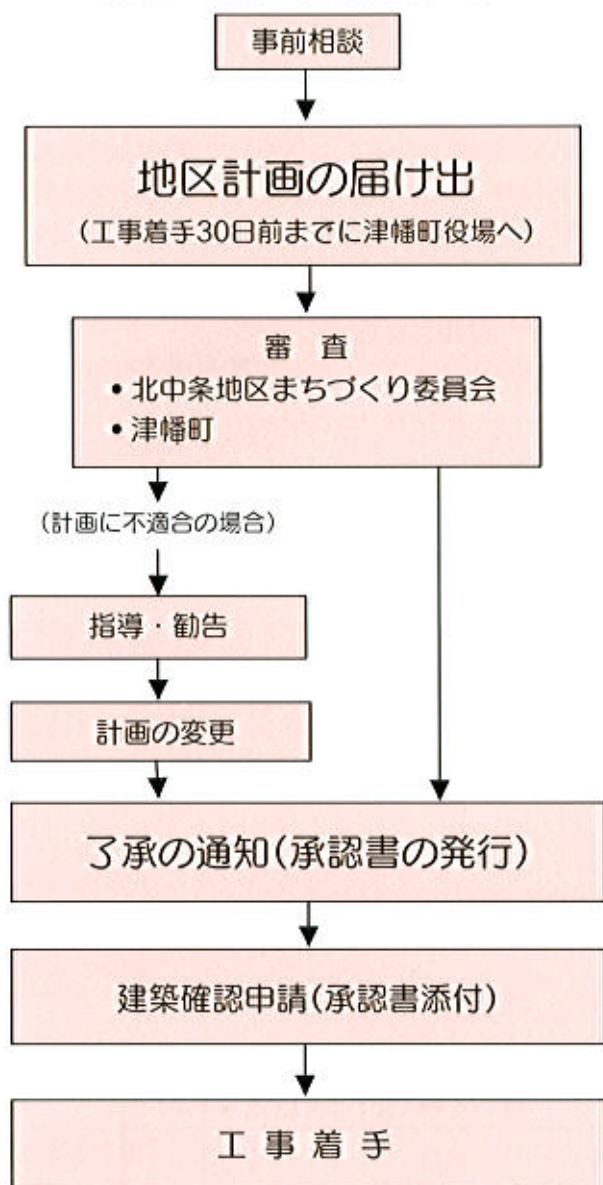 事前相談
地区計画の届け出
(工事着手30日前までに津幡町役場へ)
審 査
• 北中条地区まちづくり委員会
• 津幡町
(計画に不適合の場合)
指導・勧告
計画の変更
了承の通知(承認書の発行)
建築確認申請(承認書添付)
工 事 着 手